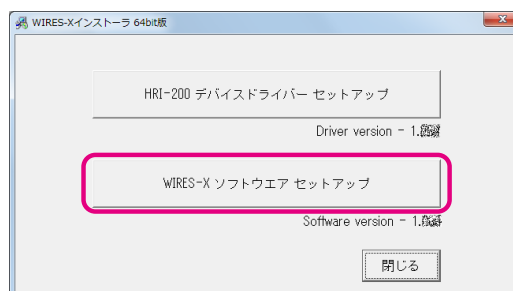 WIRES-Xインストーラ 64bit版
HRI-200 デバイスドライバー セットアップ
Driver version - 1.
WIRES-X ソフトウエア セットアップ
Software version - 1.
閉じる